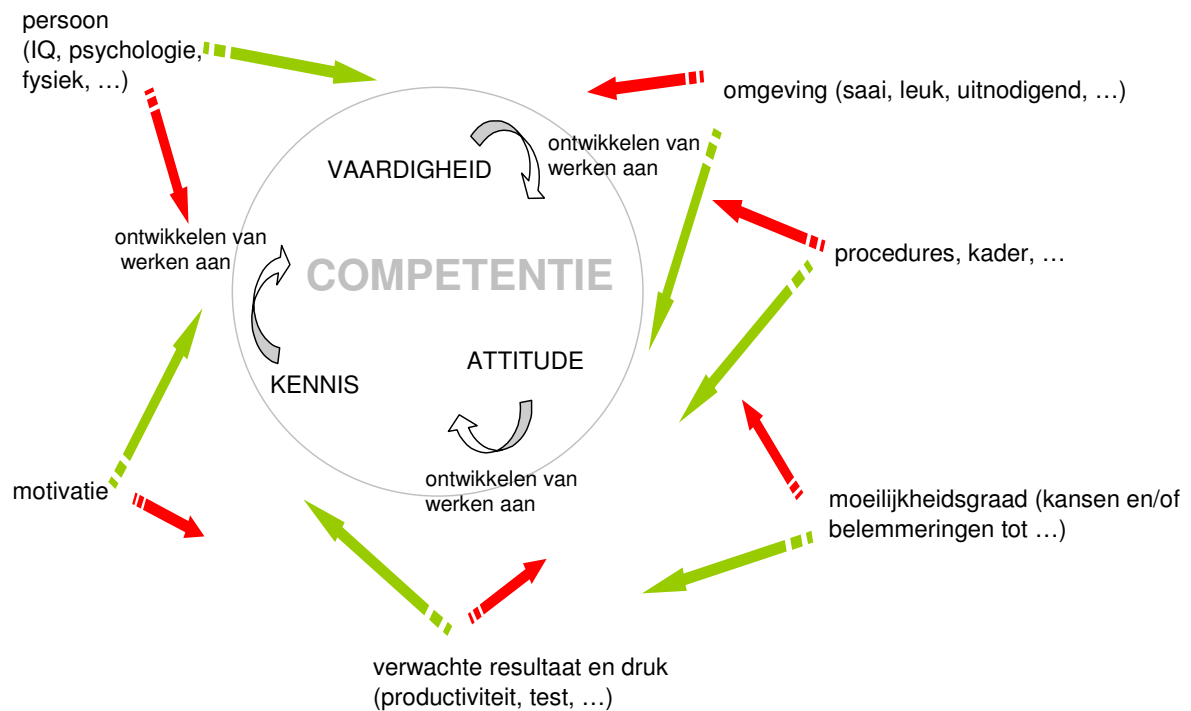 persoon
(IQ, psychologie,
fysiek, …)
omgeving (saai, leuk, uitnodigend, …)
ontwikkelen van
werken aan
VAARDIGHEID
ontwikkelen van
werken aan
procedures, kader, …
COMPETENTIE
ATTITUDE
KENNIS
ontwikkelen van
werken aan
motivatie
moeilijkheidsgraad (kansen en/of
belemmeringen tot …)
verwachte resultaat en druk
(productiviteit, test, …)